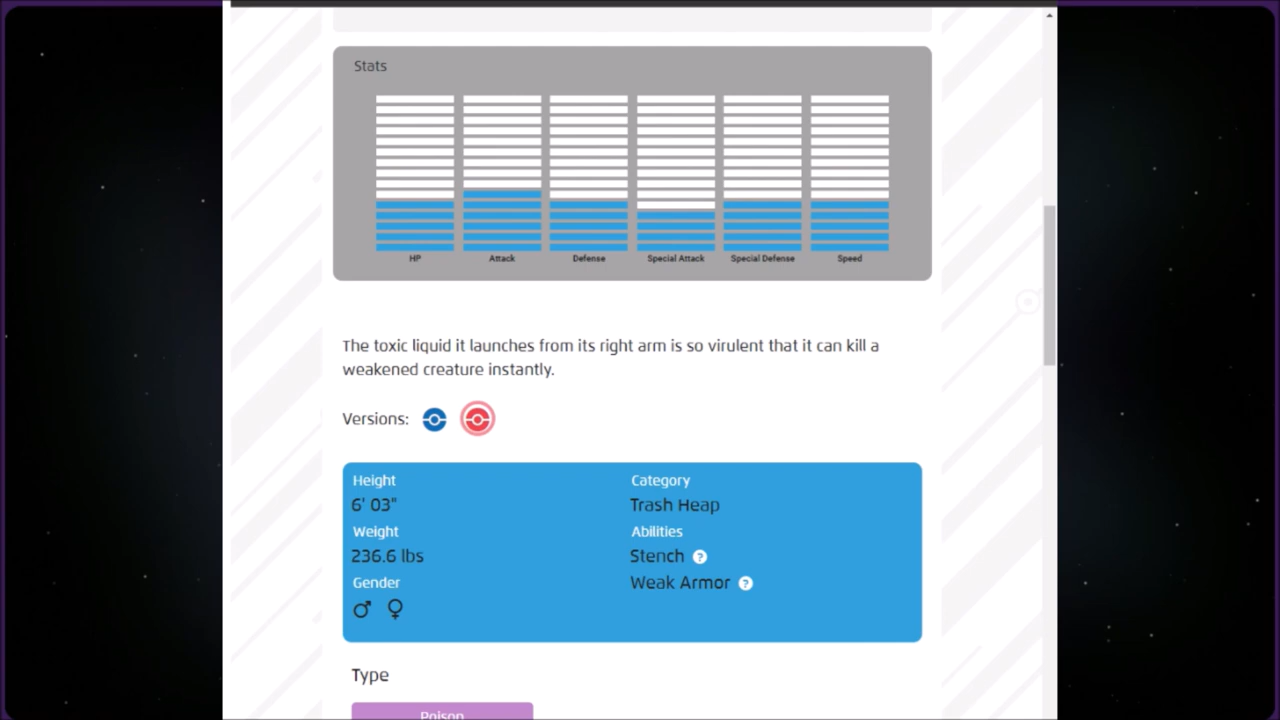 Stats
HP Attack Defense Special Attack Special Defense Speed
The toxic liquid it launches from its right arm is so virulent that it can kill a
weakened creature instantly.
Versions:
Height
6' 03"
Weight
236.6 lbs
Gender
Category
Trash Heap
Abilities
Stench ?
Weak Armor ?
Type
Poison